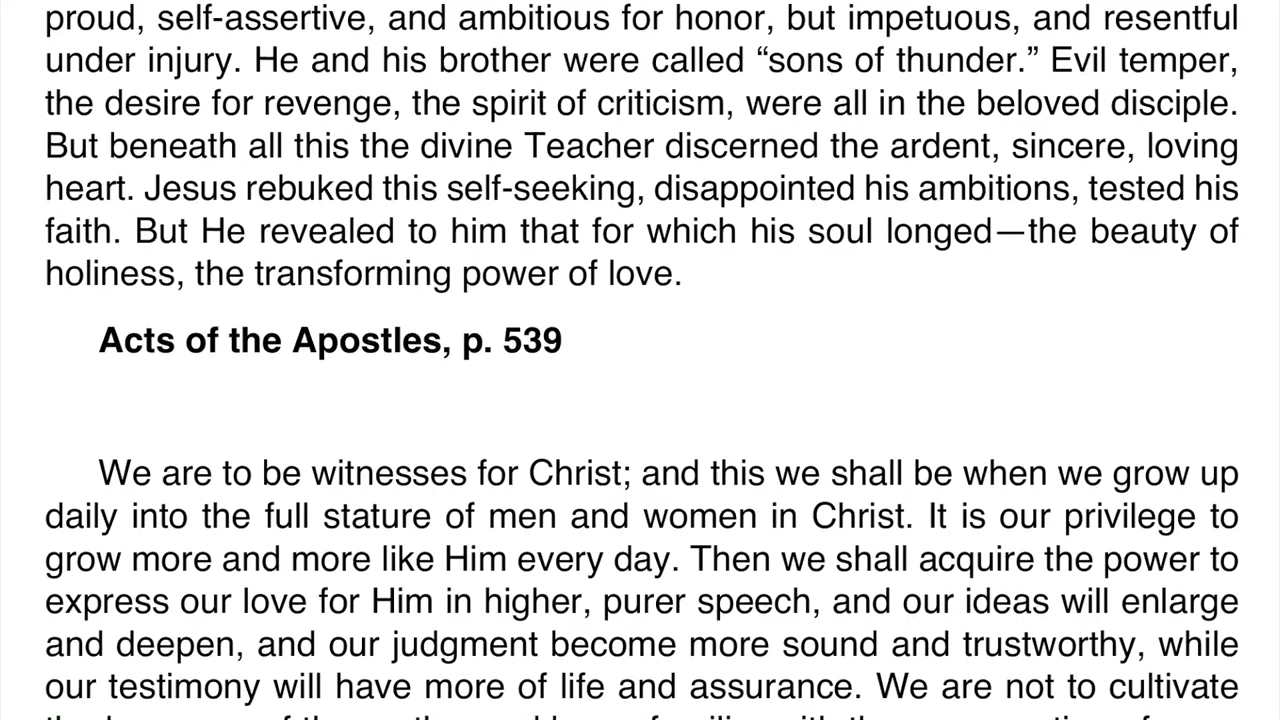 proud, self-assertive, and ambitious for honor, but impetuous, and resentful
under injury. He and his brother were called “sons of thunder.” Evil temper,
the desire for revenge, the spirit of criticism, were all in the beloved disciple.
But beneath all this the divine Teacher discerned the ardent, sincere, loving
heart. Jesus rebuked this self-seeking, disappointed his ambitions, tested his
faith. But He revealed to him that for which his soul longed—the beauty of
holiness, the transforming power of love.
Acts of the Apostles, p. 539
We are to be witnesses for Christ; and this we shall be when we grow up
daily into the full stature of men and women in Christ. It is our privilege to
grow more and more like Him every day. Then we shall acquire the power to
express our love for Him in higher, purer speech, and our ideas will enlarge
and deepen, and our judgment become more sound and trustworthy, while
our testimony will have more of life and assurance. We are not to cultivate